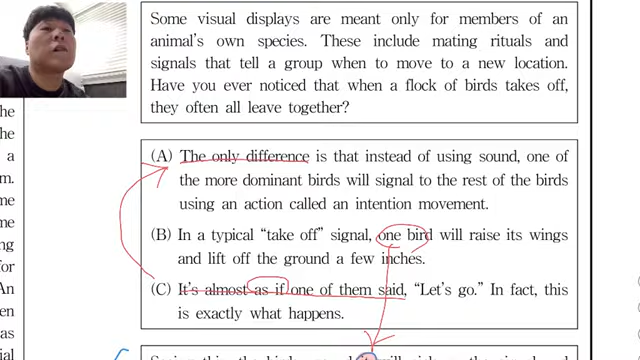 Some visual displays are meant only for members of an
animal's own species. These include mating rituals and
signals that tell a group when to move to a new location.
Have you ever noticed that when a flock of birds takes off,
they often all leave together?
(A) The only difference is that instead of using sound, one of
the more dominant birds will signal to the rest of the birds
using an action called an intention movement.
(B) In a typical “take off” signal, one bird will raise its wings
and lift off the ground a few inches.
(C) It's almost as if one of them said, “Let's go.” In fact, this
is exactly what happens.